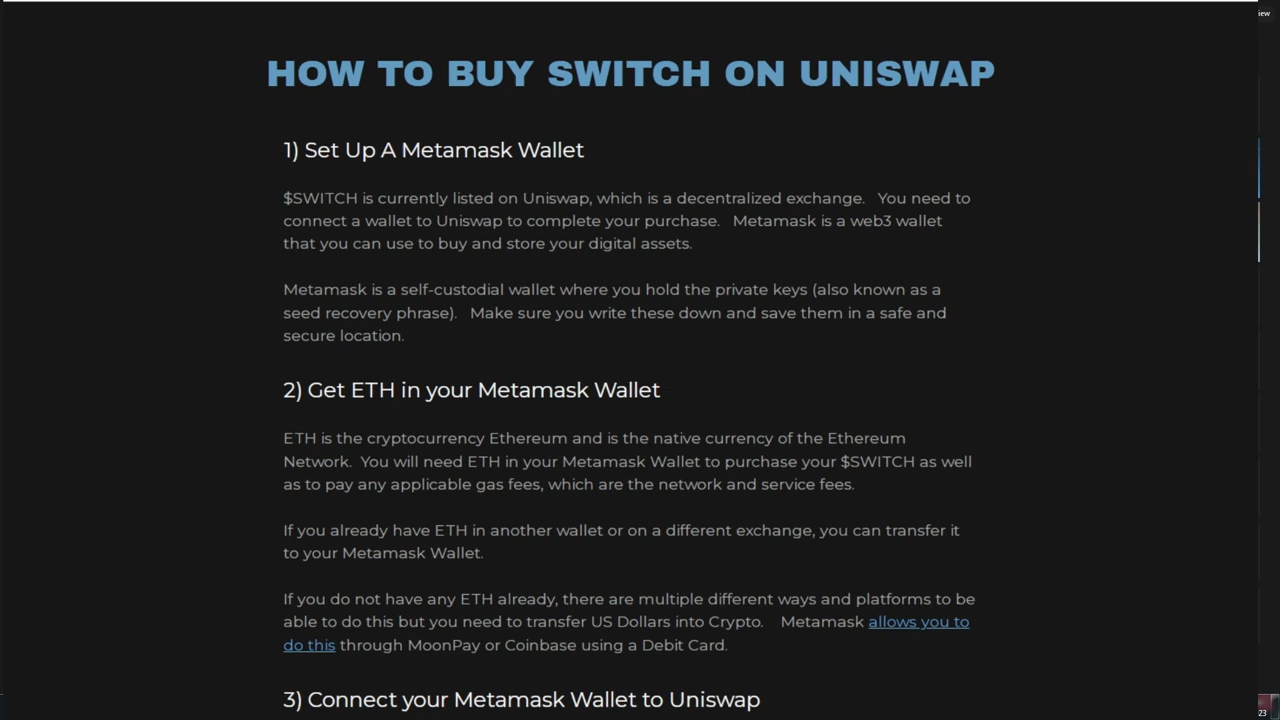 HOW TO BUY SWITCH ON UNISWAP
1) Set Up A Metamask Wallet
$SWITCH is currently listed on Uniswap, which is a decentralized exchange.   You need to
connect a wallet to Uniswap to complete your purchase.   Metamask is a web3 wallet
that you can use to buy and store your digital assets.
Metamask is a self-custodial wallet where you hold the private keys (also known as a
seed recovery phrase).   Make sure you write these down and save them in a safe and
secure location.
2) Get ETH in your Metamask Wallet
ETH is the cryptocurrency Ethereum and is the native currency of the Ethereum
Network.  You will need ETH in your Metamask Wallet to purchase your $SWITCH as well
as to pay any applicable gas fees, which are the network and service fees.
If you already have ETH in another wallet or on a different exchange, you can transfer it
to your Metamask Wallet.
If you do not have any ETH already, there are multiple different ways and platforms to be
able to do this but you need to transfer US Dollars into Crypto.    Metamask allows you to
do this through MoonPay or Coinbase using a Debit Card.
3) Connect your Metamask Wallet to Uniswap
iew
23